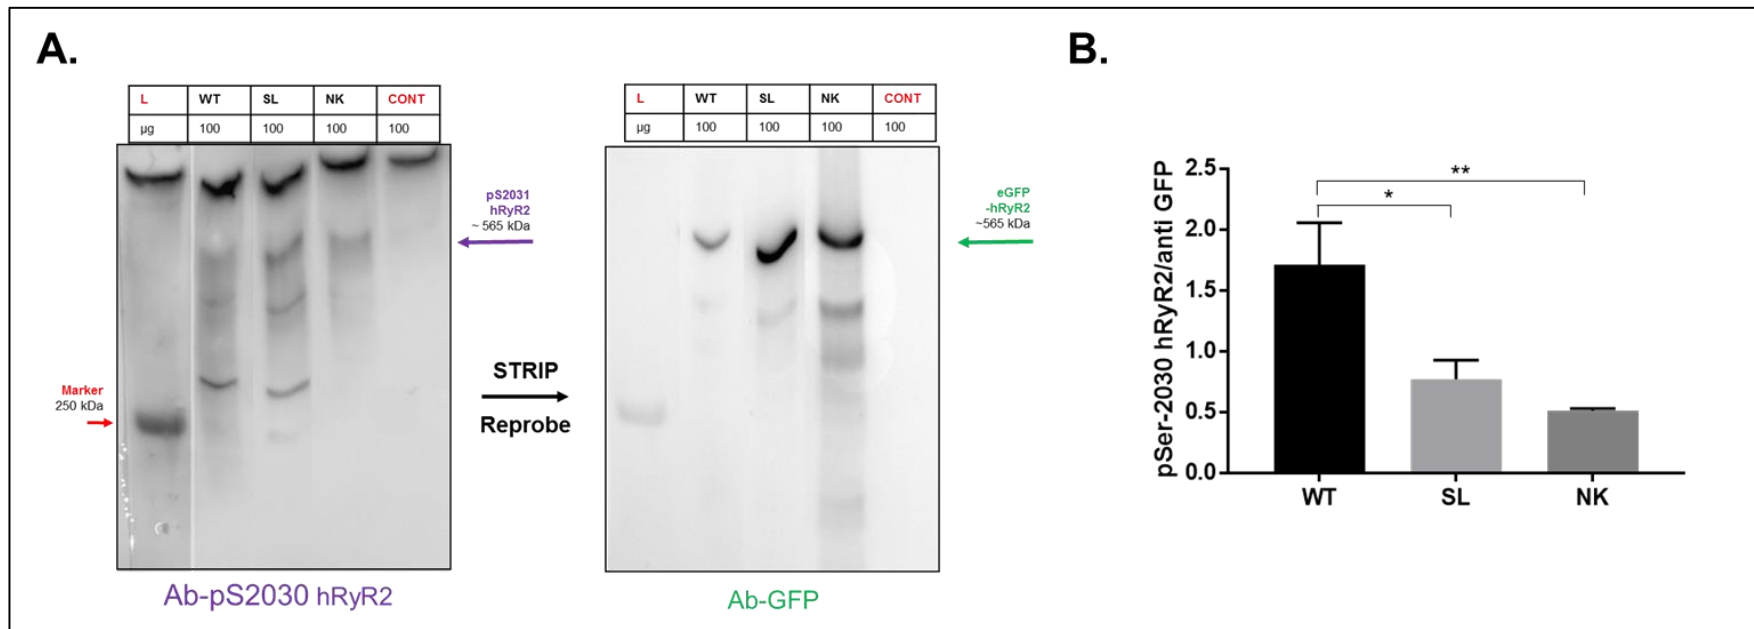 A.
L WT SL NK CONT
µg 100 100 100 100
pS2031
hRyR2
~ 565 kDa
Marker
250 kDa
Ab-pS2030 hRyR2
STRIP
Reprobe
L WT SL NK CONT
µg 100 100 100 100
eGFP
-hRyR2
~565 kDa
Ab-GFP
B.
pSer-2030 hRyR2/anti GFP
2.5
2.0
1.5
1.0
0.5
0.0
**
*
WT SL NK